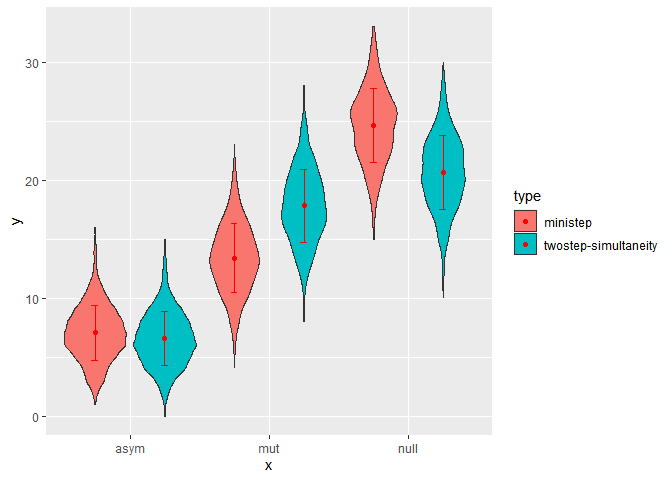 30
20
10
0
y
asym
mut
null
x
type
ministep
twostep-simultaneity